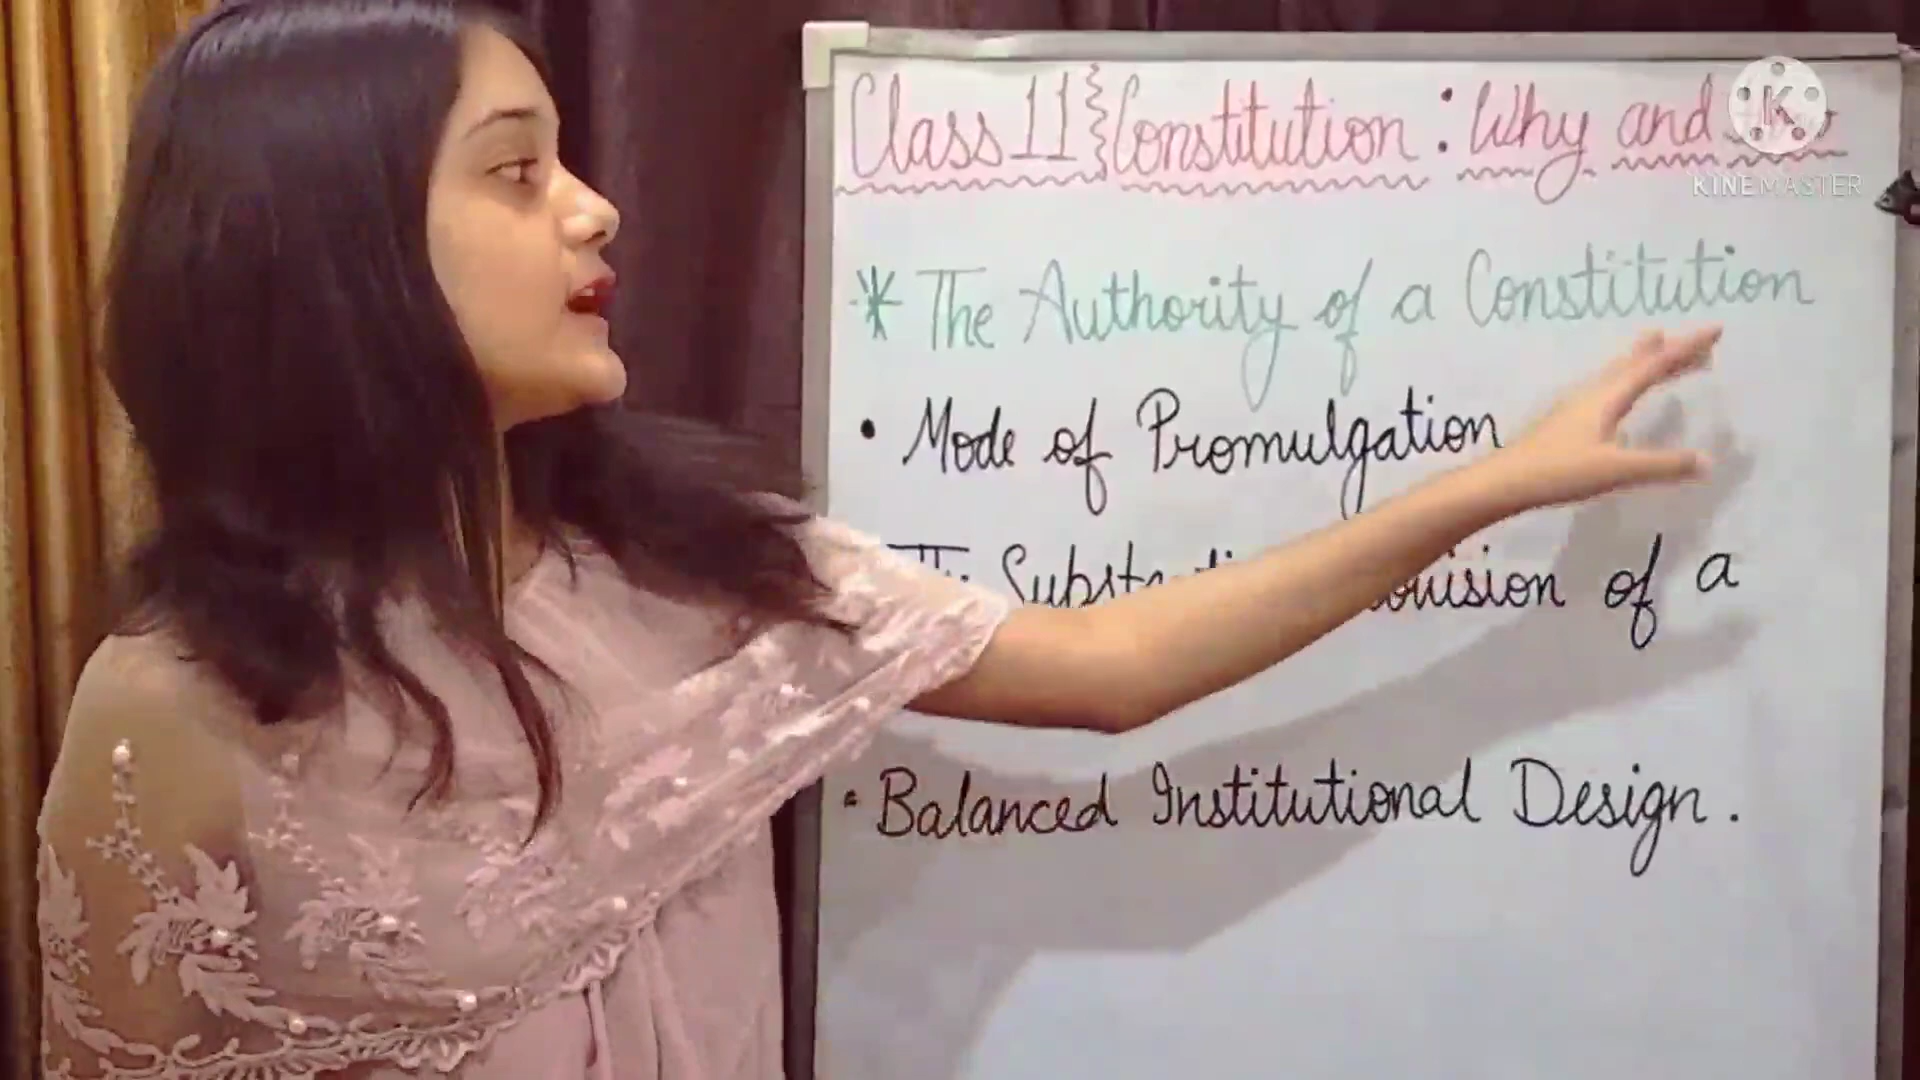 Class 11 Constitution : Why and
KINEMASTER
* The Authority of a Constitution
• Mode of Promulgation
of a
• Balanced Institutional Design.